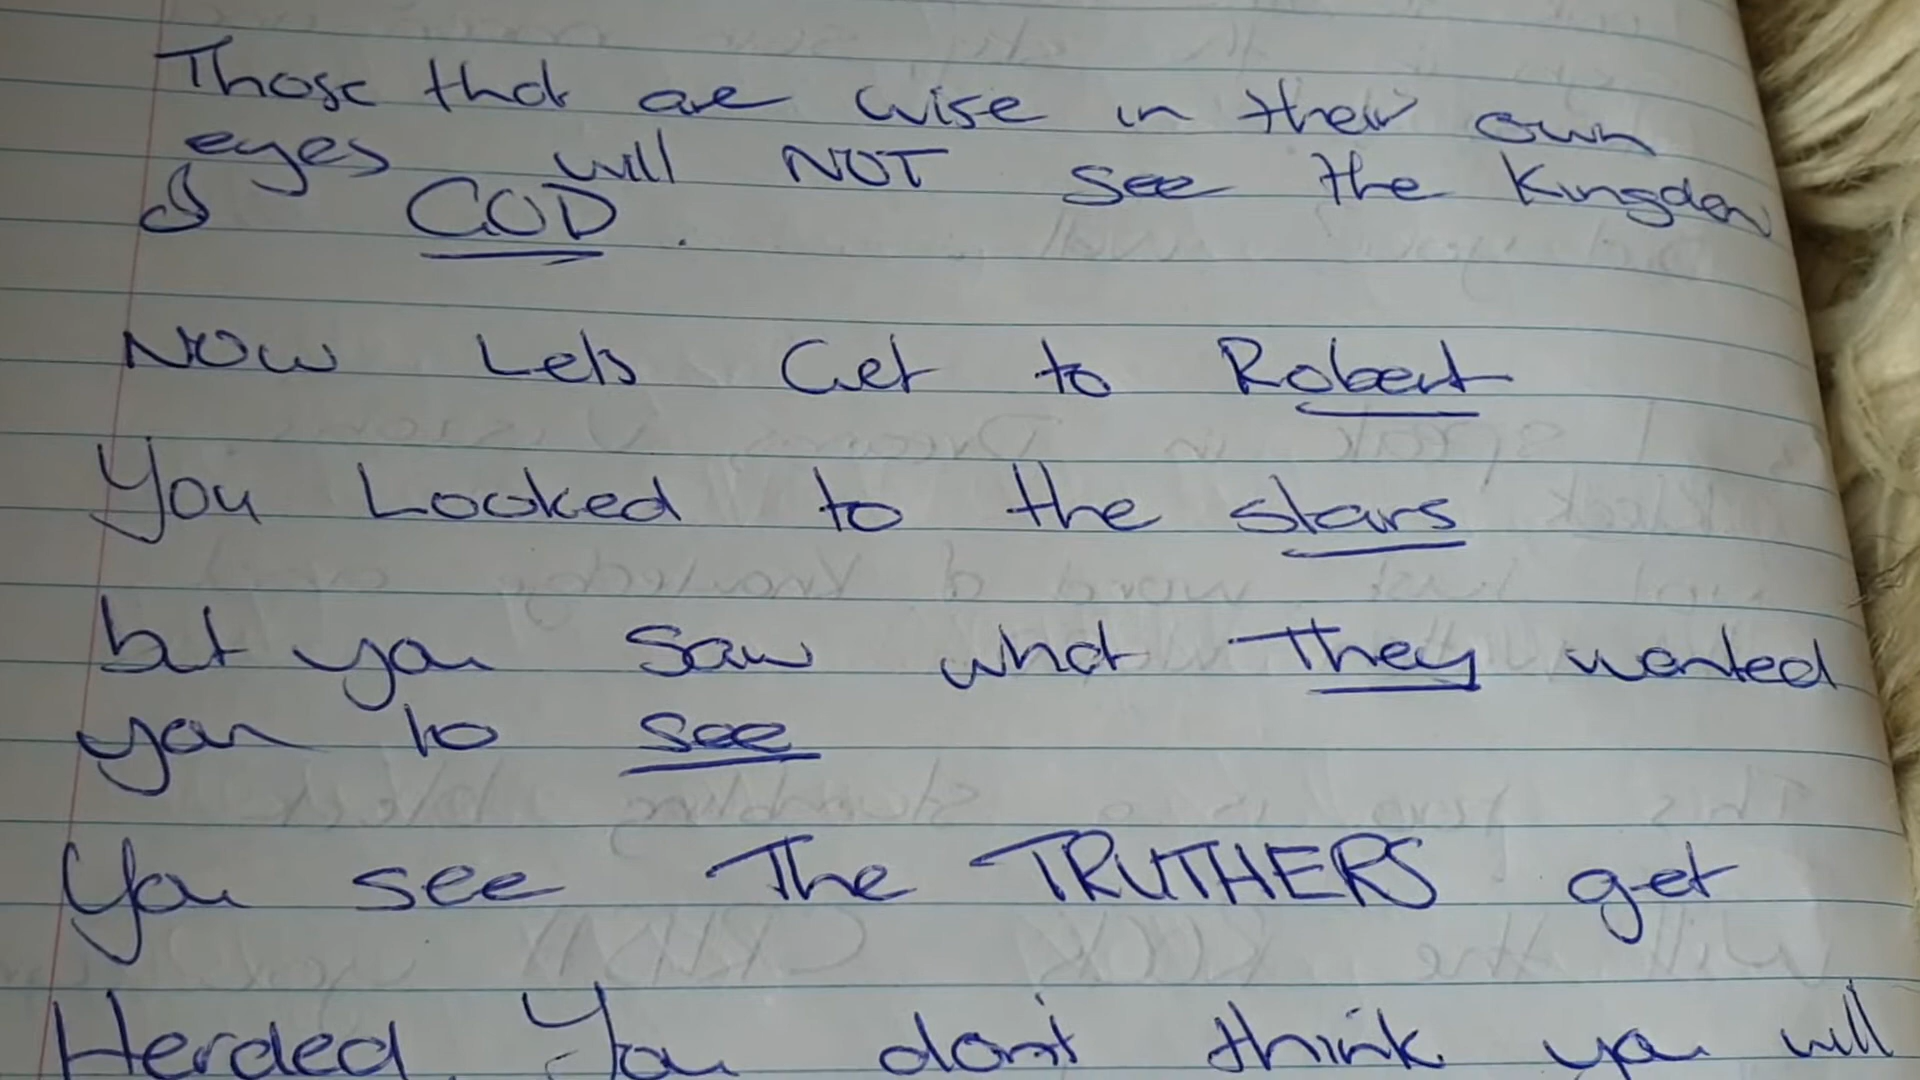 Those that are wise in their own
eyes will NOT see the Kingdom
of GOD.
NOW Lets Get to Robert
You Looked to the stars
but you saw what They wanted
you to see
You see The TRUTHERS get
Herded. You don't think you will